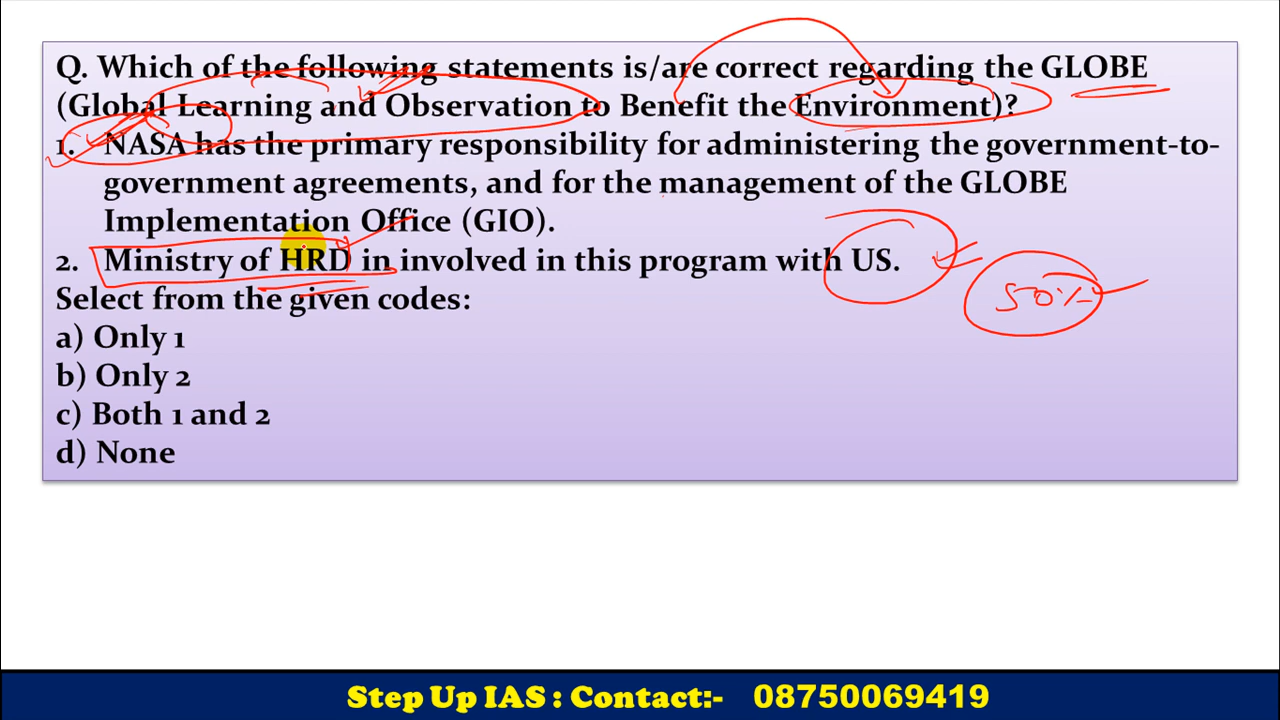 Q. Which of the following statements is/are correct regarding the GLOBE
(Global Learning and Observation to Benefit the Environment)?
1. NASA has the primary responsibility for administering the government-to-
government agreements, and for the management of the GLOBE
Implementation Office (GIO).
2. Ministry of HRD in involved in this program with US.
50%
Select from the given codes:
a) Only 1
b) Only 2
c) Both 1 and 2
d) None
Step Up IAS : Contact:- 08750069419